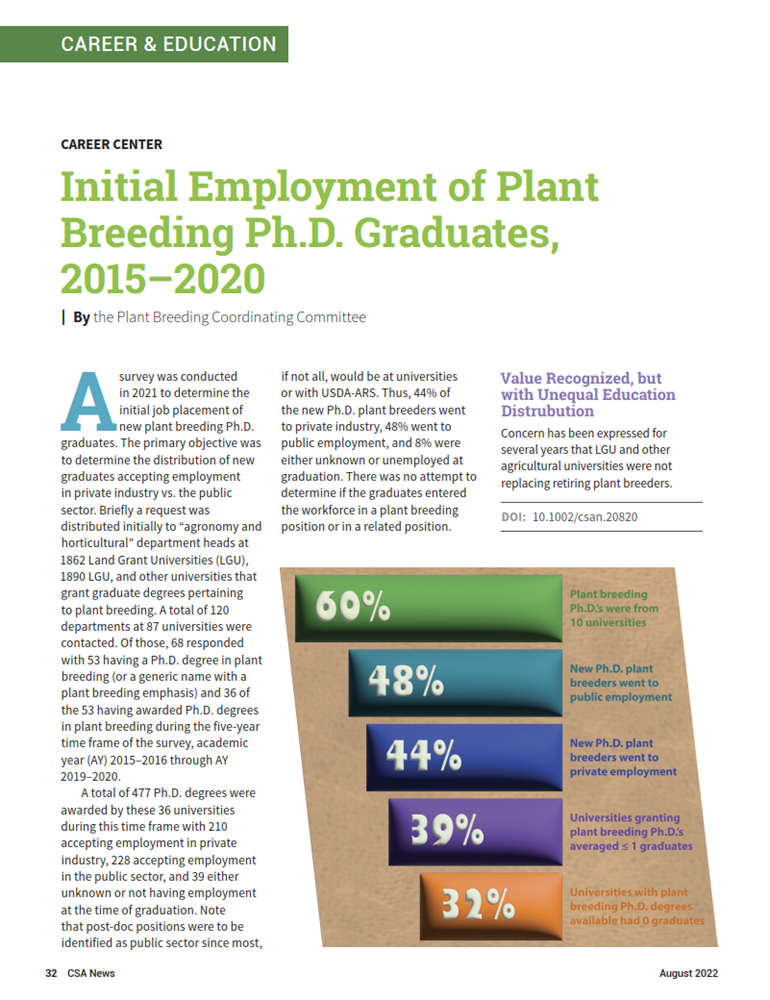 CAREER & EDUCATION
CAREER CENTER
Initial Employment of Plant
Breeding Ph.D. Graduates,
2015–2020
| By the Plant Breeding Coordinating Committee
A survey was conducted
in 2021 to determine the
initial job placement of
new plant breeding Ph.D.
graduates. The primary objective was
to determine the distribution of new
graduates accepting employment
in private industry vs. the public
sector. Briefly a request was
distributed initially to “agronomy and
horticultural” department heads at
1862 Land Grant Universities (LGU),
1890 LGU, and other universities that
grant graduate degrees pertaining
to plant breeding. A total of 120
departments at 87 universities were
contacted. Of those, 68 responded
with 53 having a Ph.D. degree in plant
breeding (or a generic name with a
plant breeding emphasis) and 36 of
the 53 having awarded Ph.D. degrees
in plant breeding during the five-year
time frame of the survey, academic
year (AY) 2015–2016 through AY
2019–2020.
A total of 477 Ph.D. degrees were
awarded by these 36 universities
during this time frame with 210
accepting employment in private
industry, 228 accepting employment
in the public sector, and 39 either
unknown or not having employment
at the time of graduation. Note
that post-doc positions were to be
identified as public sector since most,
if not all, would be at universities
or with USDA-ARS. Thus, 44% of
the new Ph.D. plant breeders went
to private industry, 48% went to
public employment, and 8% were
either unknown or unemployed at
graduation. There was no attempt to
determine if the graduates entered
the workforce in a plant breeding
position or in a related position.
Value Recognized, but
with Unequal Education
Distrubution
Concern has been expressed for
several years that LGU and other
agricultural universities were not
replacing retiring plant breeders.
DOI: 10.1002/csan.20820
60%
Plant breeding
Ph.D.'s were from
10 universities
48%
New Ph.D. plant
breeders went to
public employment
44%
New Ph.D. plant
breeders went to
private employment
39%
Universities granting
plant breeding Ph.D.'s
averaged ≤ 1 graduates
32%
Universities with plant
breeding Ph.D. degrees
available had 0 graduates
32 CSA News
August 2022